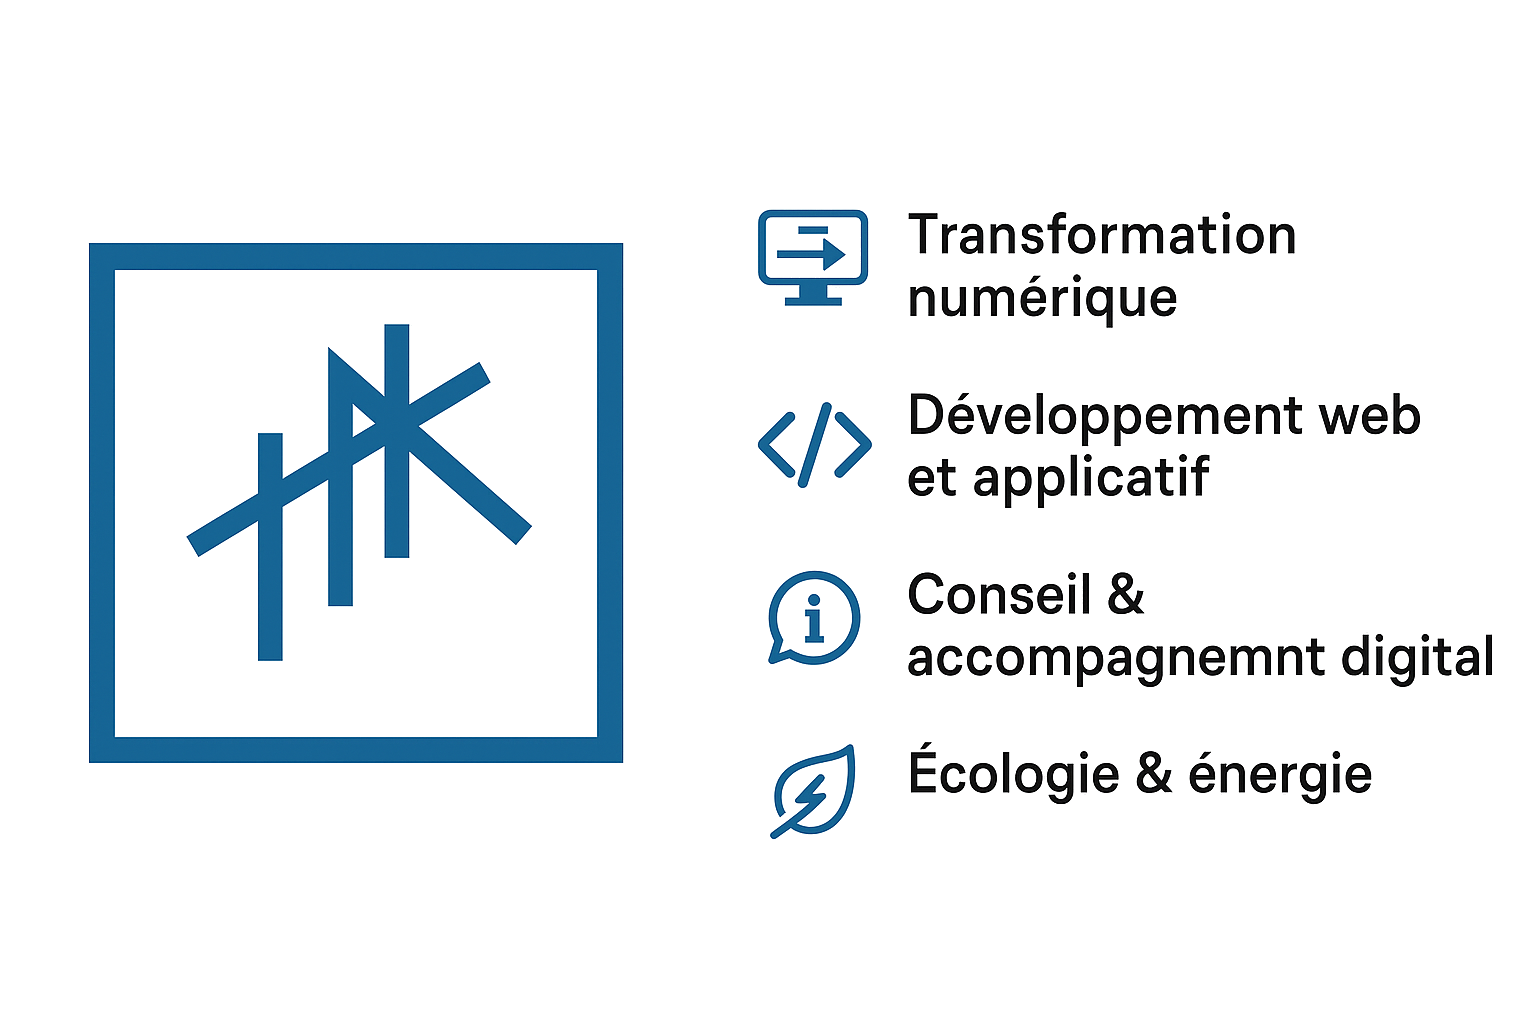 Transformation
numérique
Développement web
et applicatif
Conseil &
accompagnemnt digital
Écologie & énergie